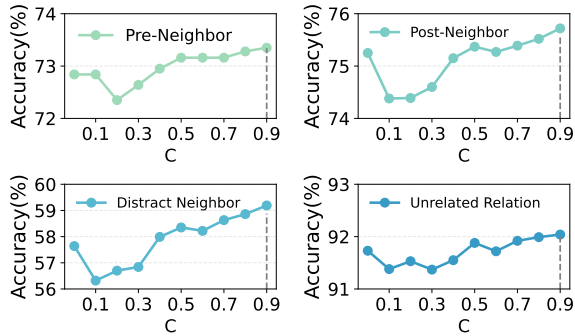 74
73
72
Accuracy(%)
Pre-Neighbor
0.1 0.3 0.5 0.7 0.9
C
76
75
74
Accuracy(%)
Post-Neighbor
0.1 0.3 0.5 0.7 0.9
C
60
59
58
57
56
Accuracy(%)
Distract Neighbor
0.1 0.3 0.5 0.7 0.9
C
93
92
91
Accuracy(%)
Unrelated Relation
0.1 0.3 0.5 0.7 0.9
C